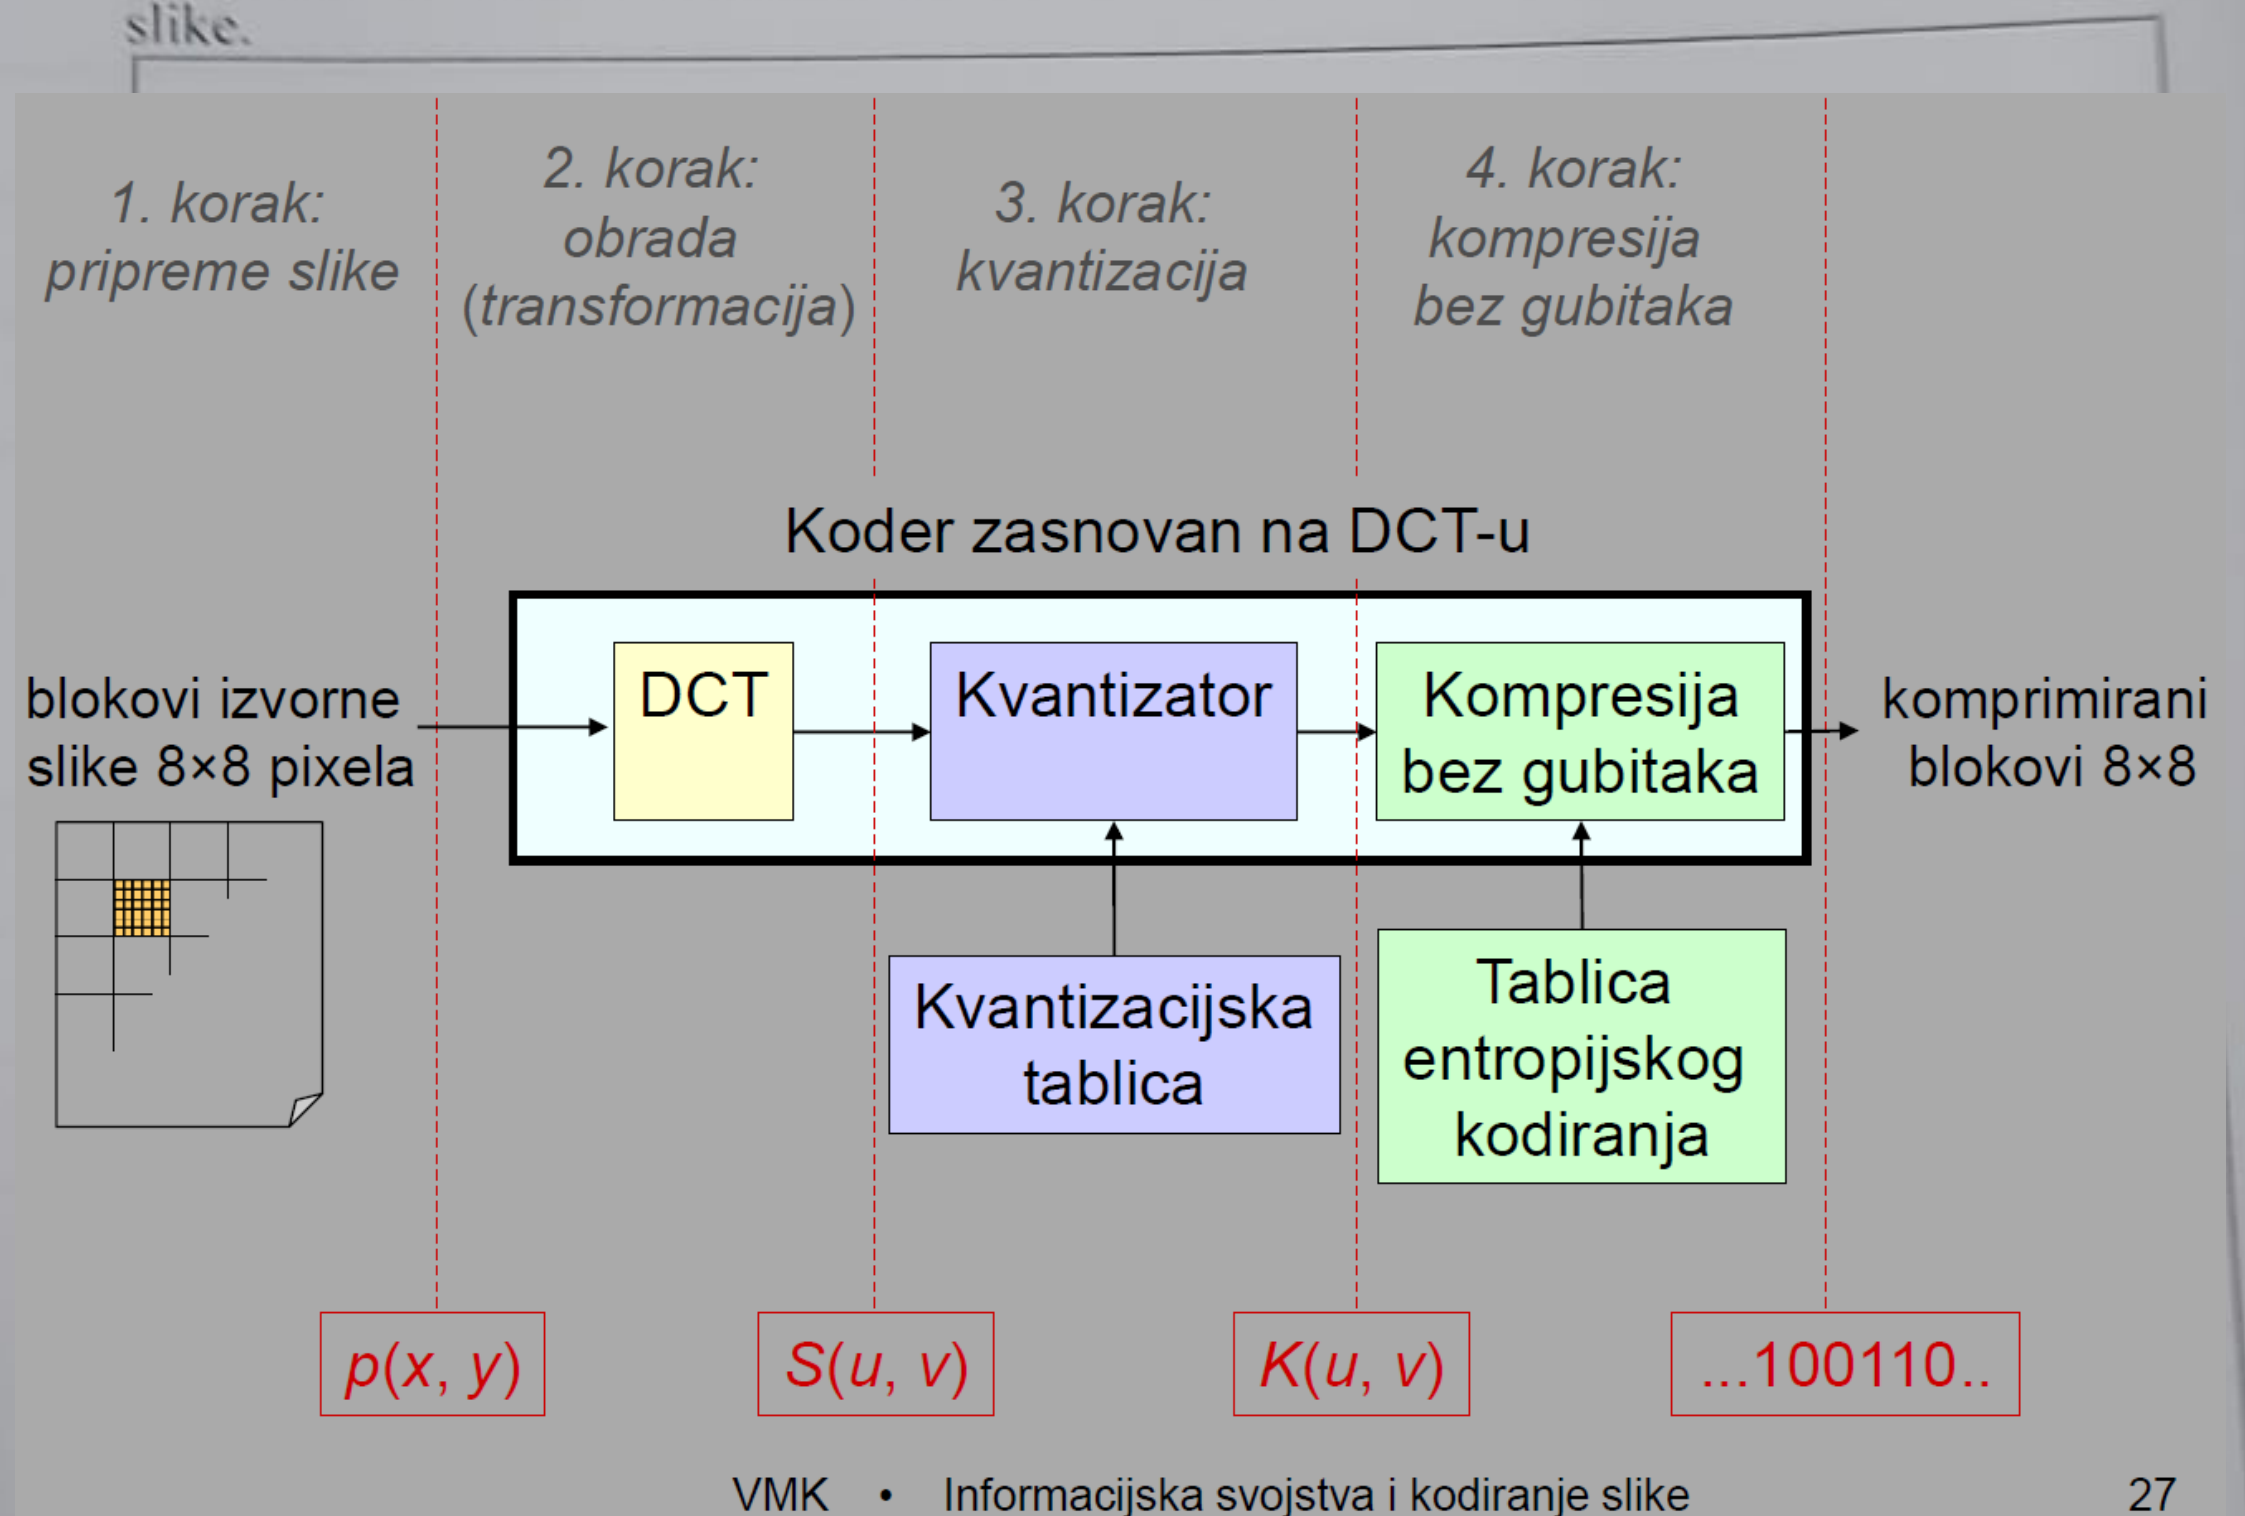 slike.
1. korak:
pripreme slike
2. korak:
obrada
(transformacija)
3. korak:
kvantizacija
4. korak:
kompresija
bez gubitaka
Koder zasnovan na DCT-u
blokovi izvorne
slike 8×8 pixela
DCT
Kvantizator
Kompresija
bez gubitaka
komprimirani
blokovi 8×8
Kvantizacijska
tablica
Tablica
entropijskog
kodiranja
p(x, y)
S(u, v)
K(u, v)
...100110..
VMK • Informacijska svojstva i kodiranje slike 27